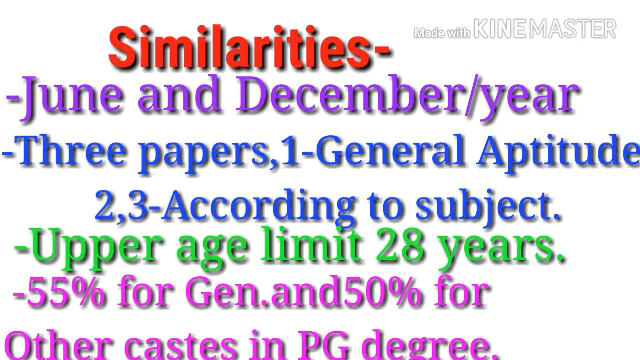 Made with KINEMASTER
Similarities-
-June and December/year
-Three papers,1-General Aptitude
2,3-According to subject.
-Upper age limit 28 years.
-55% for Gen.and50% for
Other castes in PG degree.